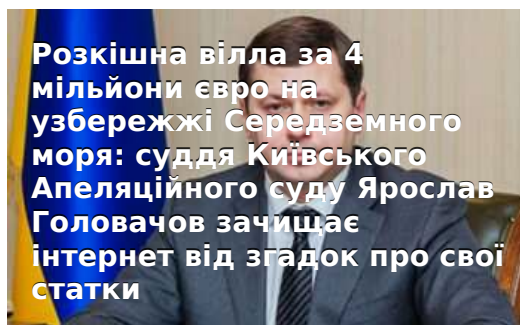 Розкішна вілла за 4
мільйони євро на
узбережжі Середземного
моря: суддя Київського
Апеляційного суду Ярослав
Головачов зачищає
інтернет від згадок про свої
статки